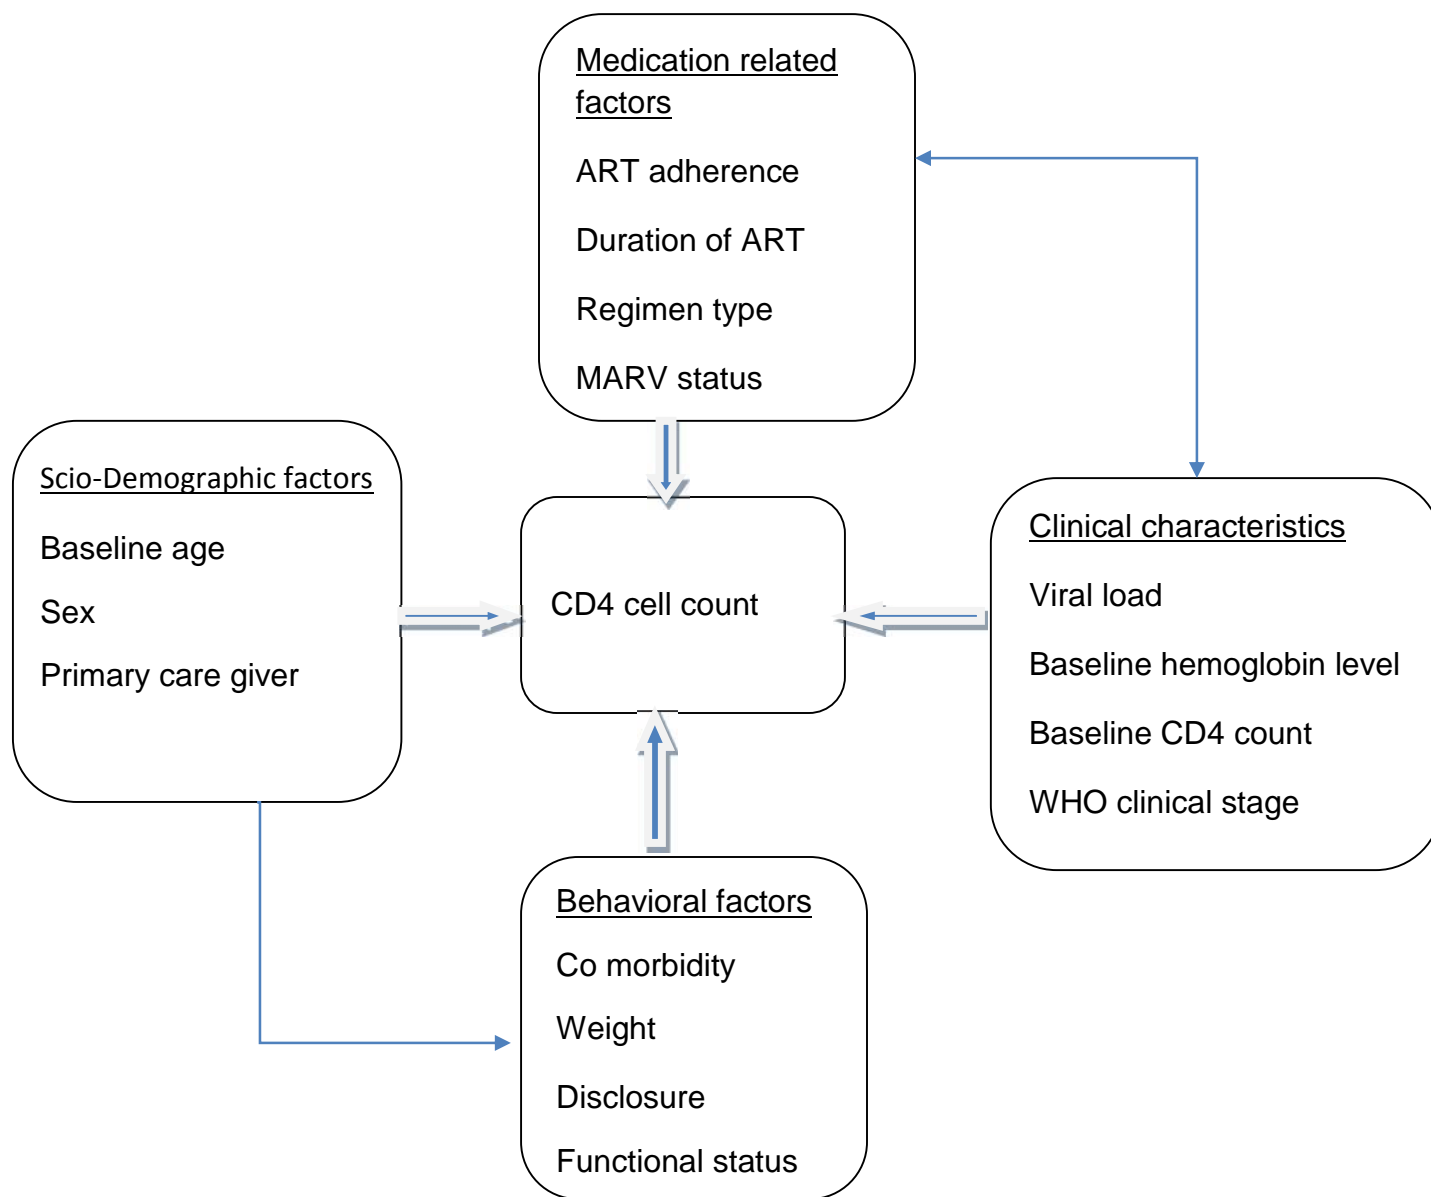 Medication related
factors
ART adherence
Duration of ART
Regimen type
MARV status
Scio-Demographic factors
Baseline age
Sex
Primary care giver
CD4 cell count
Clinical characteristics
Viral load
Baseline hemoglobin level
Baseline CD4 count
WHO clinical stage
Behavioral factors
Co morbidity
Weight
Disclosure
Functional status